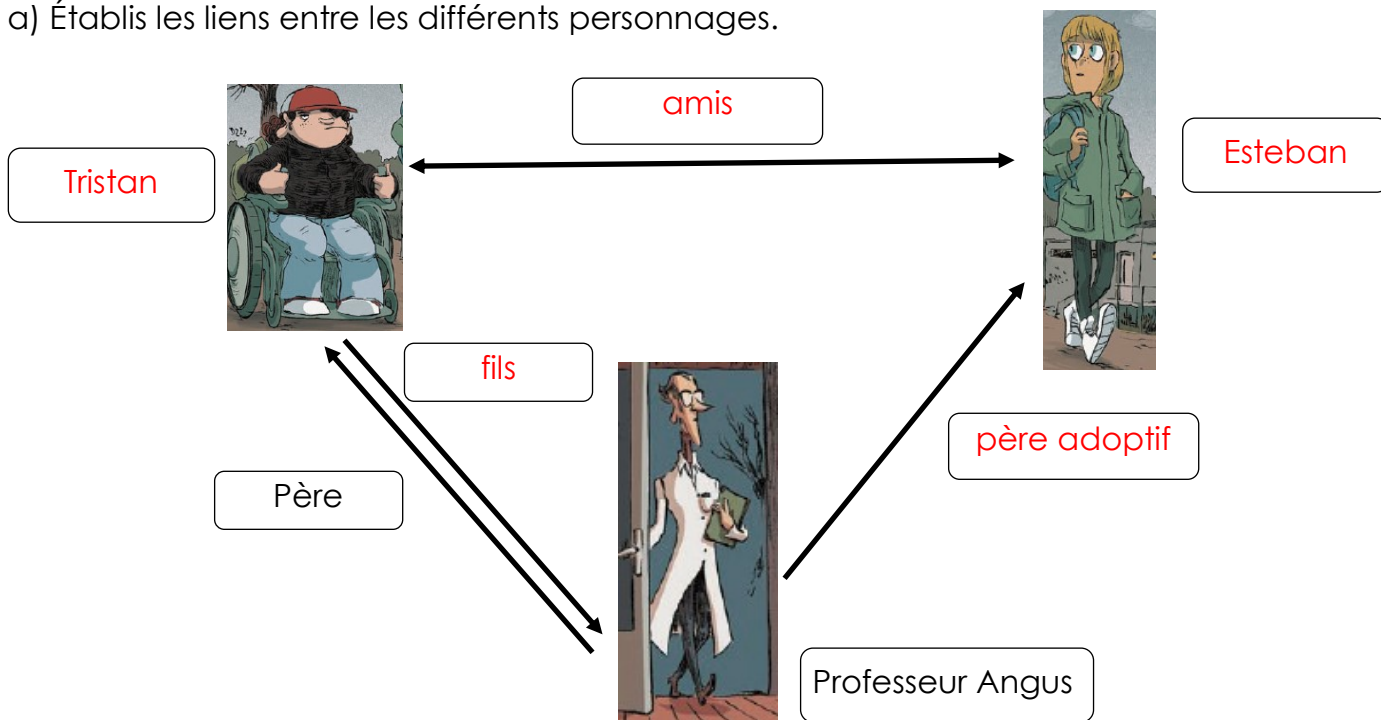 a) Établis les liens entre les différents personnages.
amis
Esteban
Tristan
fils
père adoptif
Père
Professeur Angus